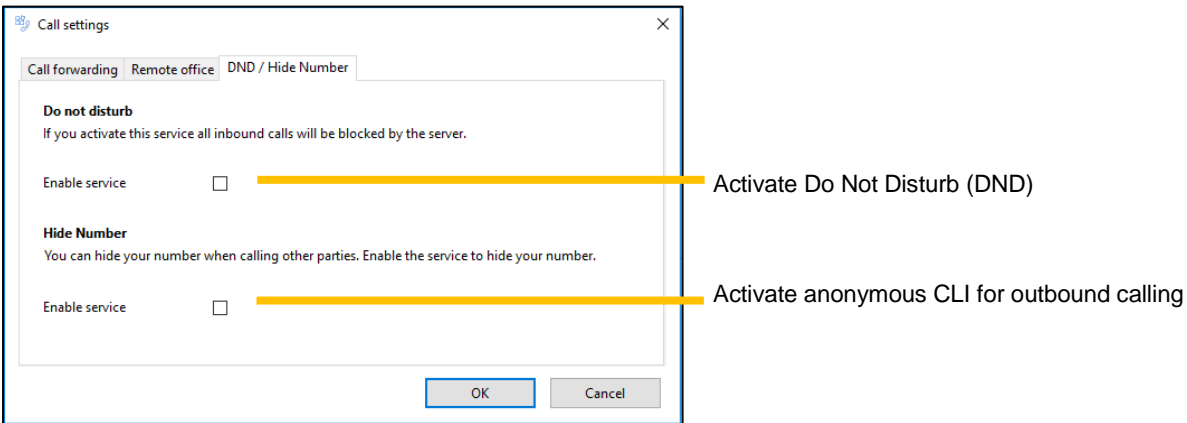 Call settings
Call forwarding Remote office DND / Hide Number
Do not disturb
If you activate this service all inbound calls will be blocked by the server.
Enable service
Activate Do Not Disturb (DND)
Hide Number
You can hide your number when calling other parties. Enable the service to hide your number.
Enable service
Activate anonymous CLI for outbound calling
OK Cancel